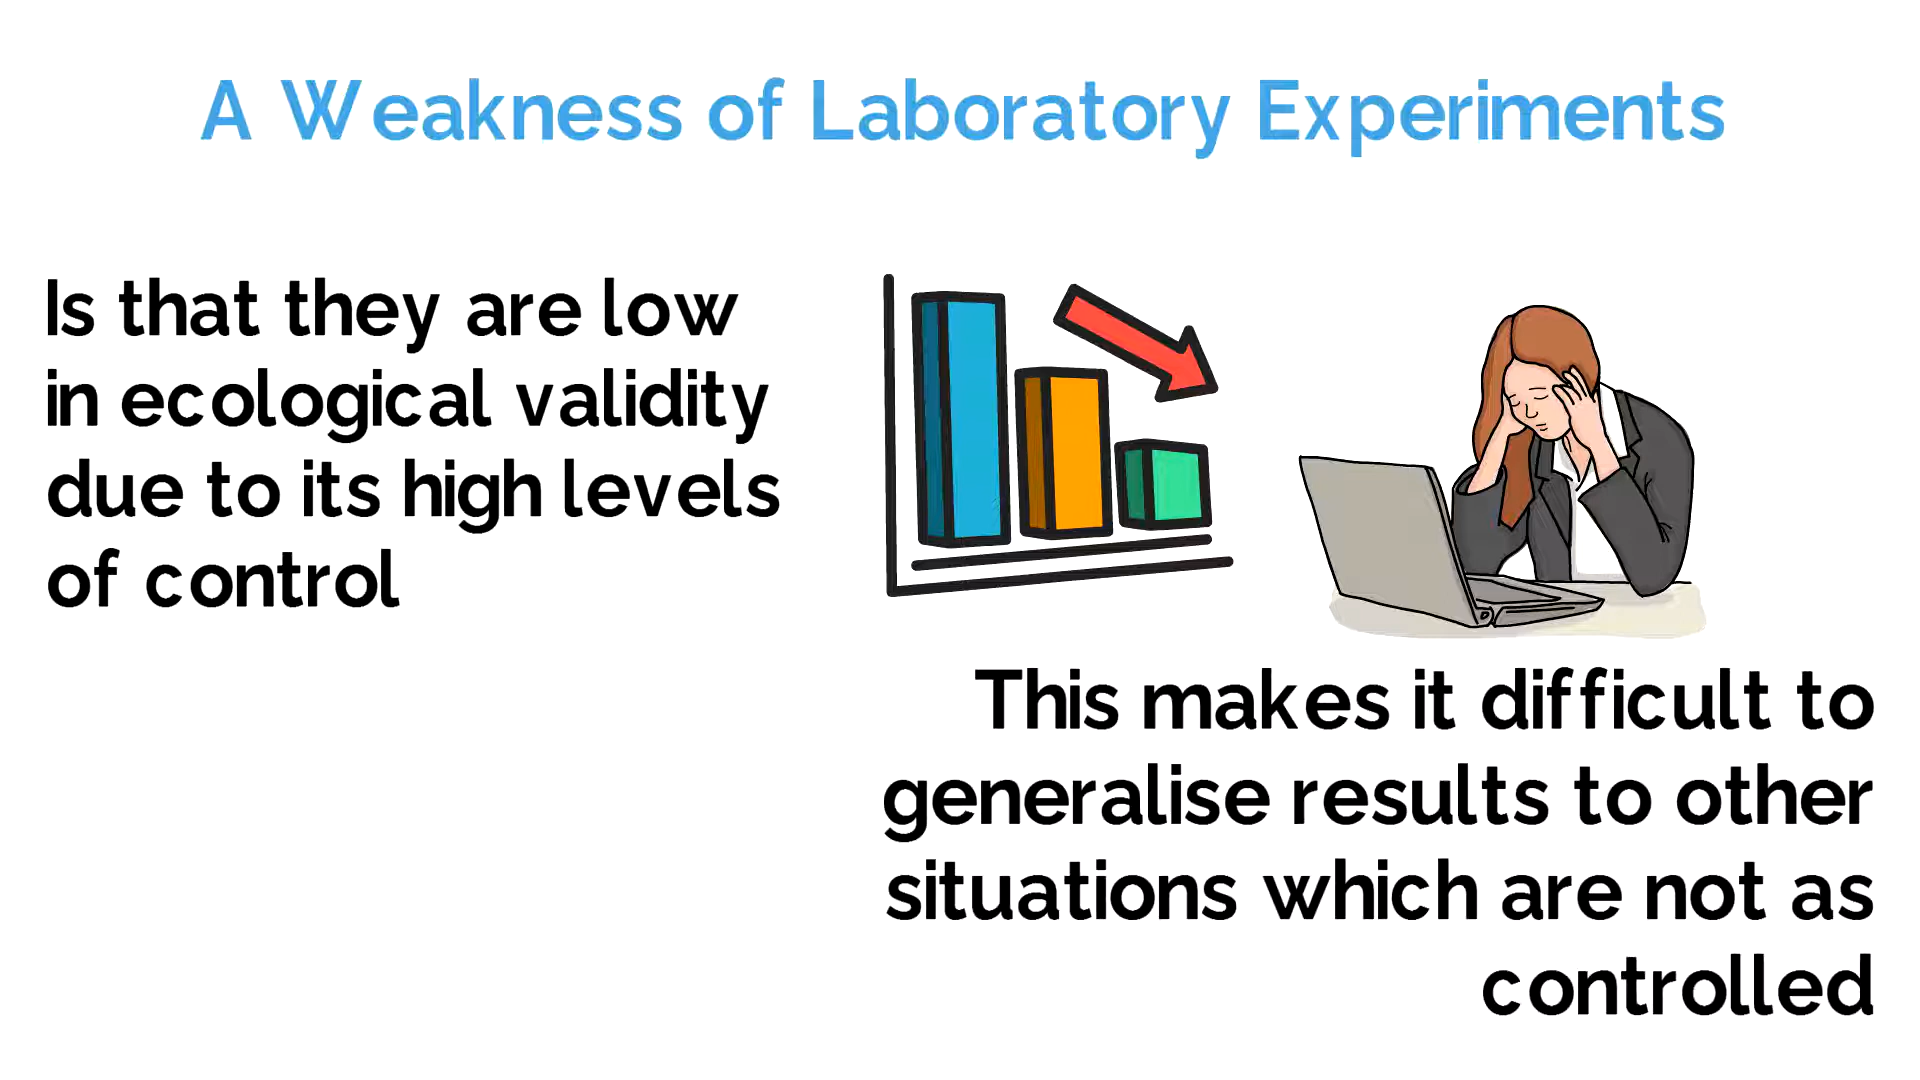 A Weakness of Laboratory Experiments
Is that they are low
in ecological validity
due to its high levels
of control
This makes it difficult to
generalise results to other
situations which are not as
controlled